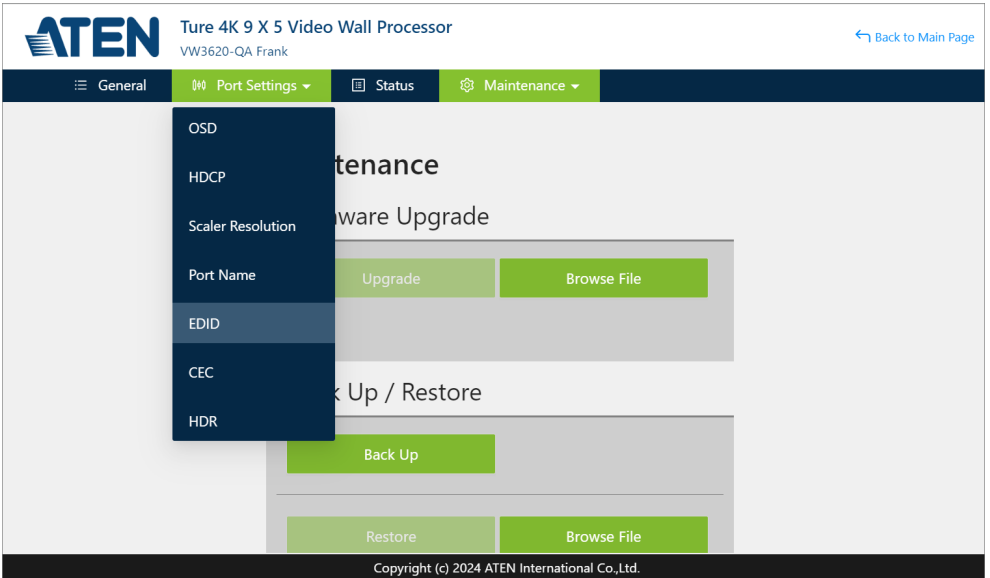 ATEN
Ture 4K 9 X 5 Video Wall Processor
VW3620-QA Frank
Back to Main Page
General
Port Settings
Status
Maintenance
OSD
HDCP
Scaler Resolution
Port Name
EDID
CEC
HDR
tenance
ware Upgrade
Upgrade
Browse File
Up / Restore
Back Up
Restore
Browse File
Copyright (c) 2024 ATEN International Co.,Ltd.